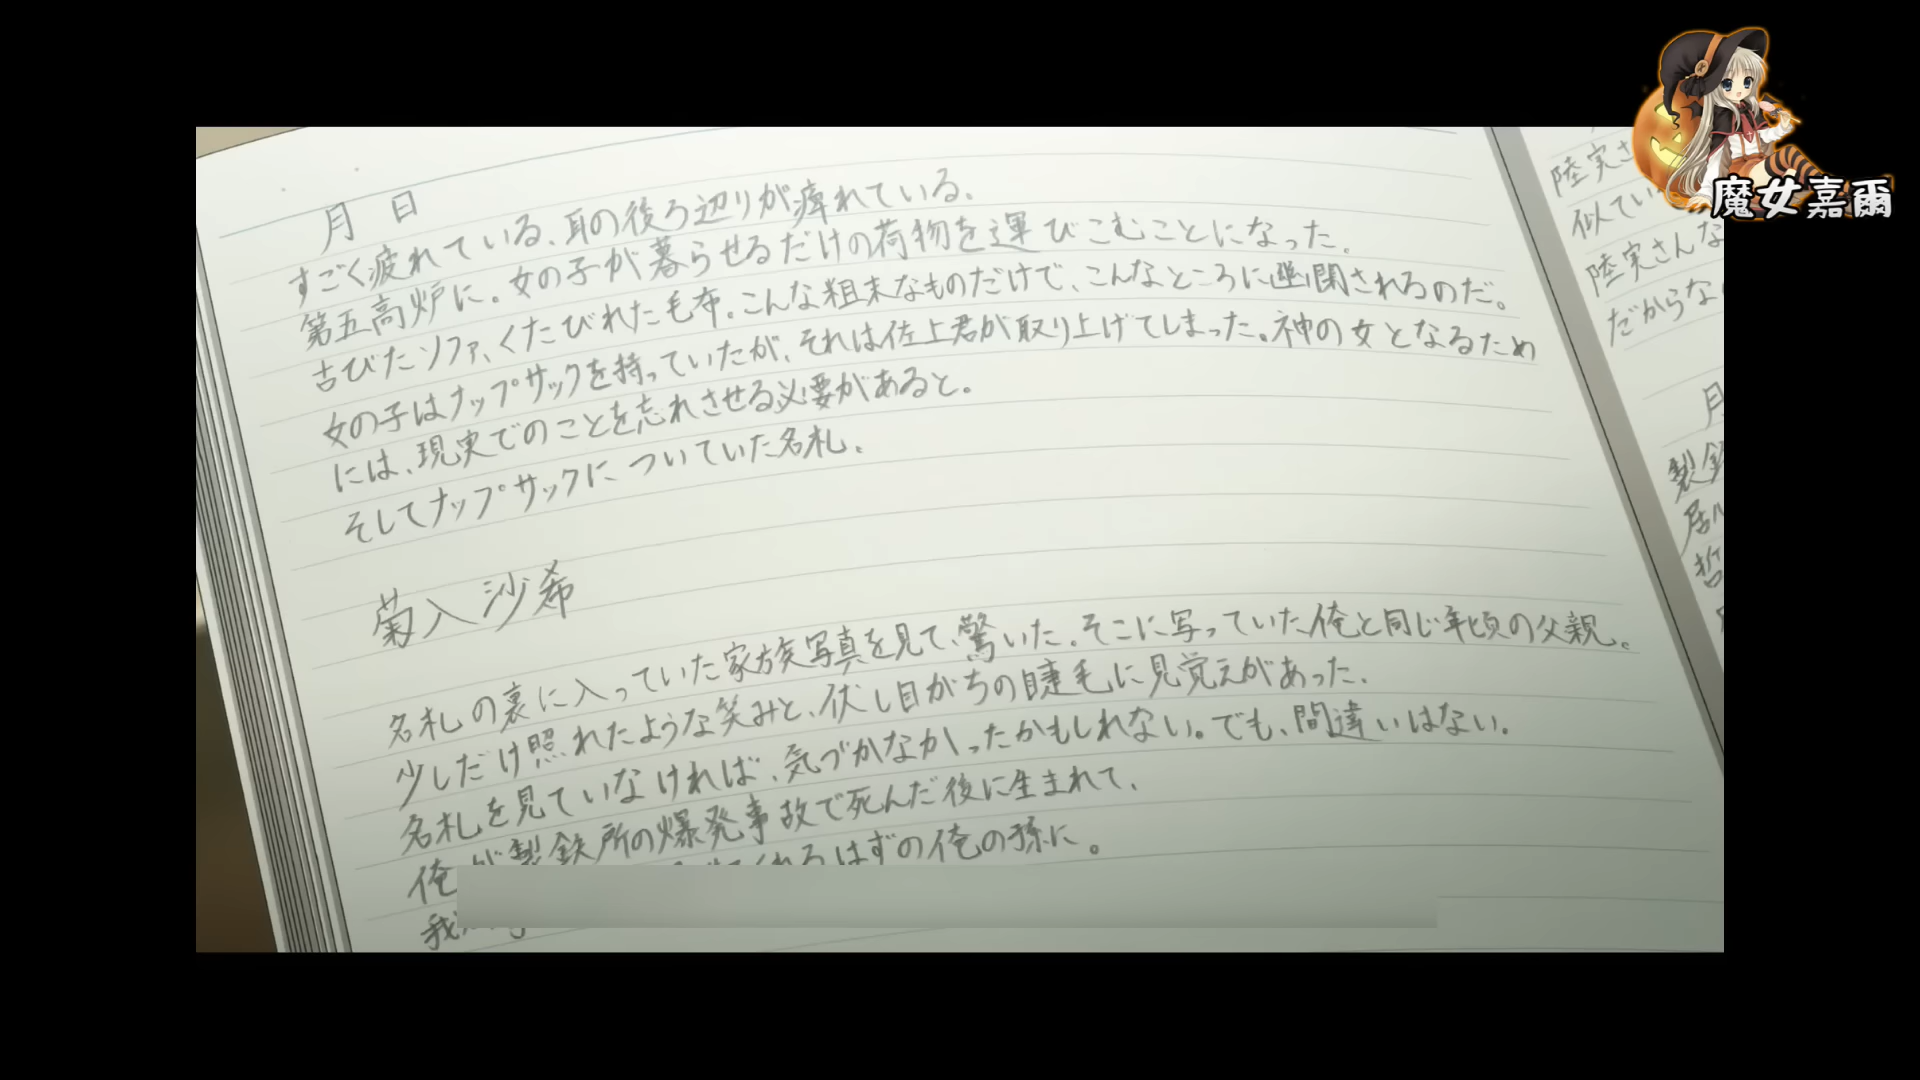 月 日
すごく疲れている、耳の後ろ辺りが痺れている。
第五高炉に。女の子が暮らせるだけの荷物を運びこむことになった。
古びたソファ、くたびれた毛布。こんな粗末なものだけで、こんなところに幽閉されるのだ。
女の子はナップサックを持っていたが、それは佐上君が取り上げてしまった。神の女となるため
には、現実でのことを忘れさせる必要があると。
そしてナップサックについていた名札。
菊入 沙希
名札の裏に入っていた家族写真を見て、驚いた。そこに写っていた俺と同じ年頃の父親。
少しだけ照れたような笑みと、伏し目がちの睫毛に見覚えがあった。
名札を見ていなければ、気づかなかったかもしれない。でも、間違いはない。
俺が製鉄所の爆発事故で死んだ後に生まれて、
くれるはずの俺の孫に。
陸実さ
似てい
陸実さんな
だからな
月
製鉄
居
哲
魔女嘉爾